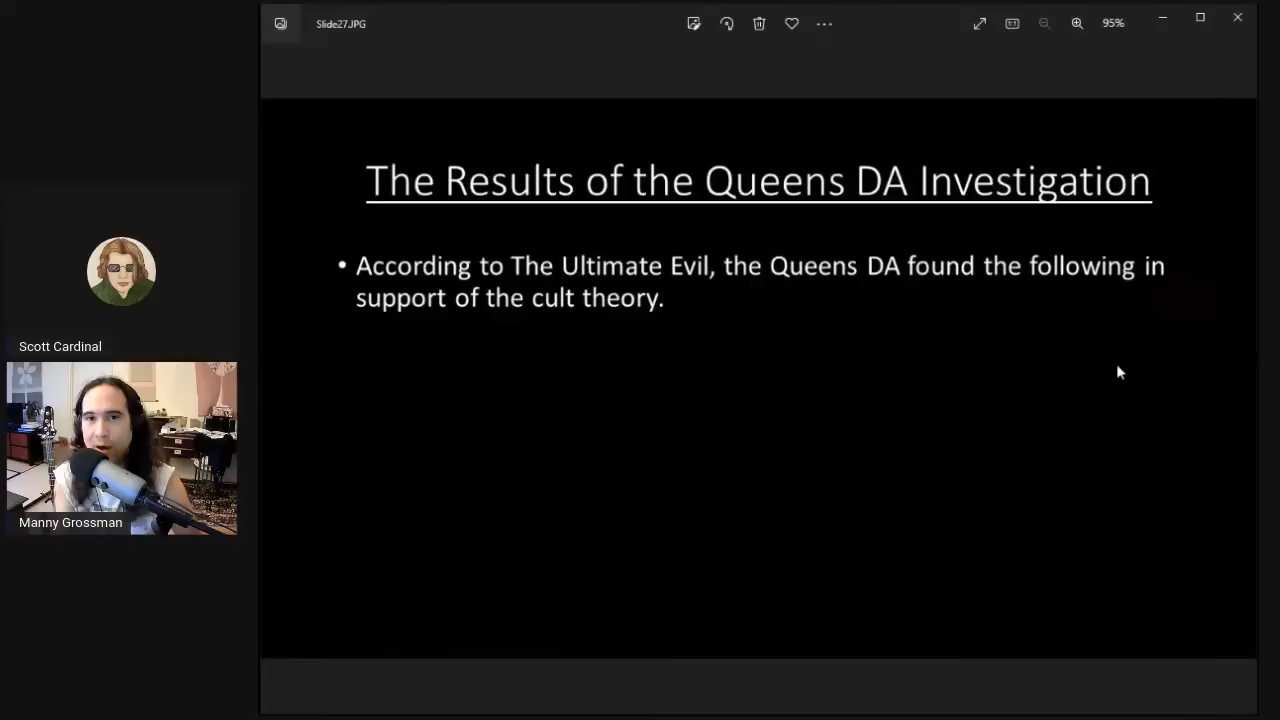 Slide27.JPG
95%
The Results of the Queens DA Investigation
• According to The Ultimate Evil, the Queens DA found the following in
support of the cult theory.
Scott Cardinal
Manny Grossman